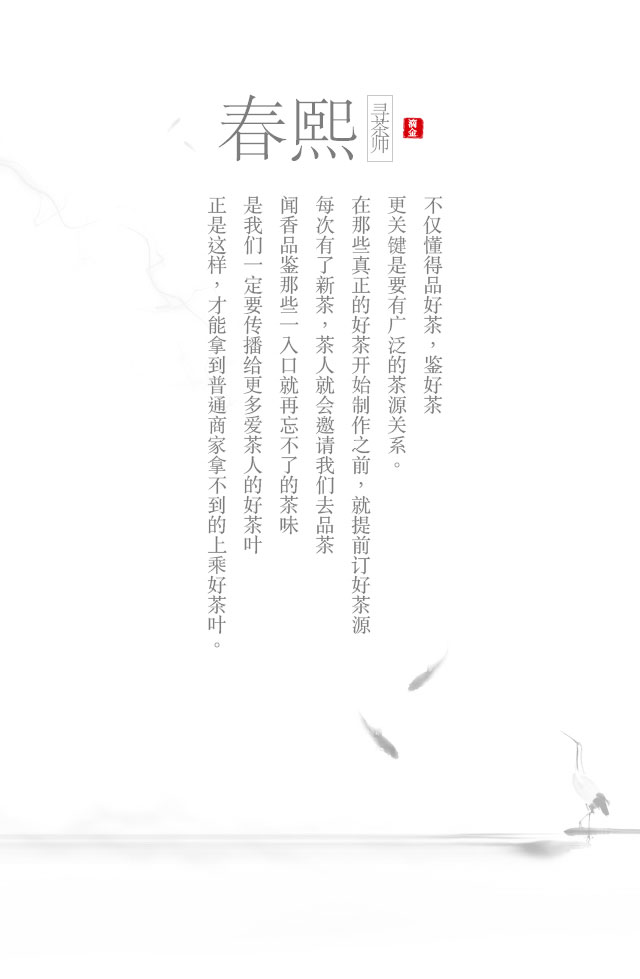 春熙
寻茶师
滴金
不仅懂得品好茶，鉴好茶
更关键是要有广泛的茶源关系。
在那些真正的好茶开始制作之前，就提前订好茶源
每次有了新茶，茶人就会邀请我们去品茶
闻香品鉴那些一入口就再忘不了的茶味
是我们一定要传播给更多爱茶人的好茶叶
正是这样，才能拿到普通商家拿不到的上乘好茶叶。